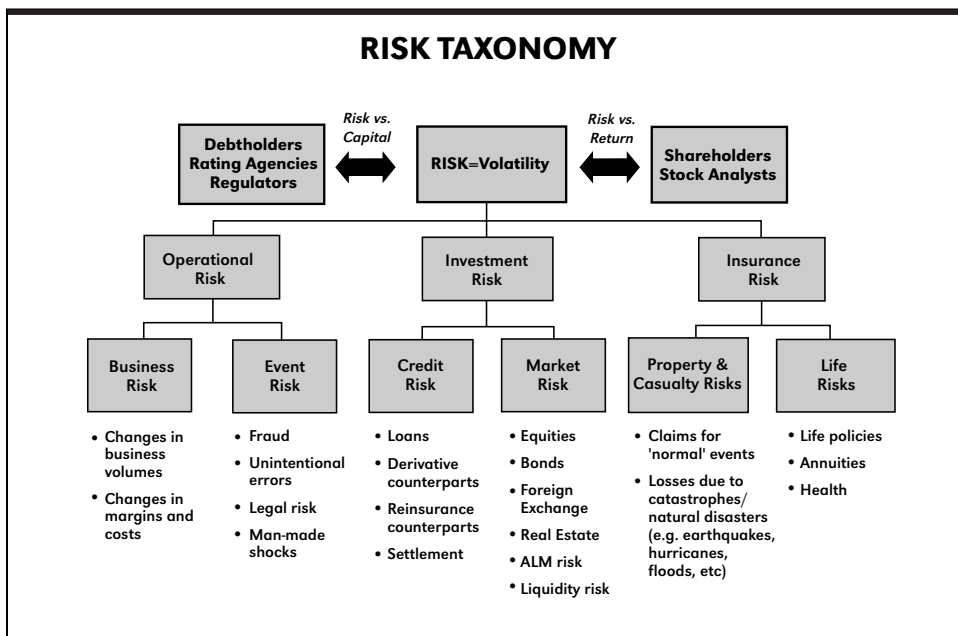 RISK TAXONOMY
Risk vs.
Capital
Risk vs.
Return
Debtholders
Rating Agencies
Regulators
RISK=Volatility
Shareholders
Stock Analysts
Operational
Risk
Investment
Risk
Insurance
Risk
Business
Risk
Event
Risk
Credit
Risk
Market
Risk
Property &
Casualty Risks
Life
Risks
• Changes in
business
volumes
• Changes in
margins and
costs
• Fraud
• Unintentional
errors
• Legal risk
• Man-made
shocks
• Loans
• Derivative
counterparts
• Reinsurance
counterparts
• Settlement
• Equities
• Bonds
• Foreign
Exchange
• Real Estate
• ALM risk
• Liquidity risk
• Claims for
'normal' events
• Losses due to
catastrophes/
natural disasters
(e.g. earthquakes,
hurricanes,
floods, etc)
• Life policies
• Annuities
• Health